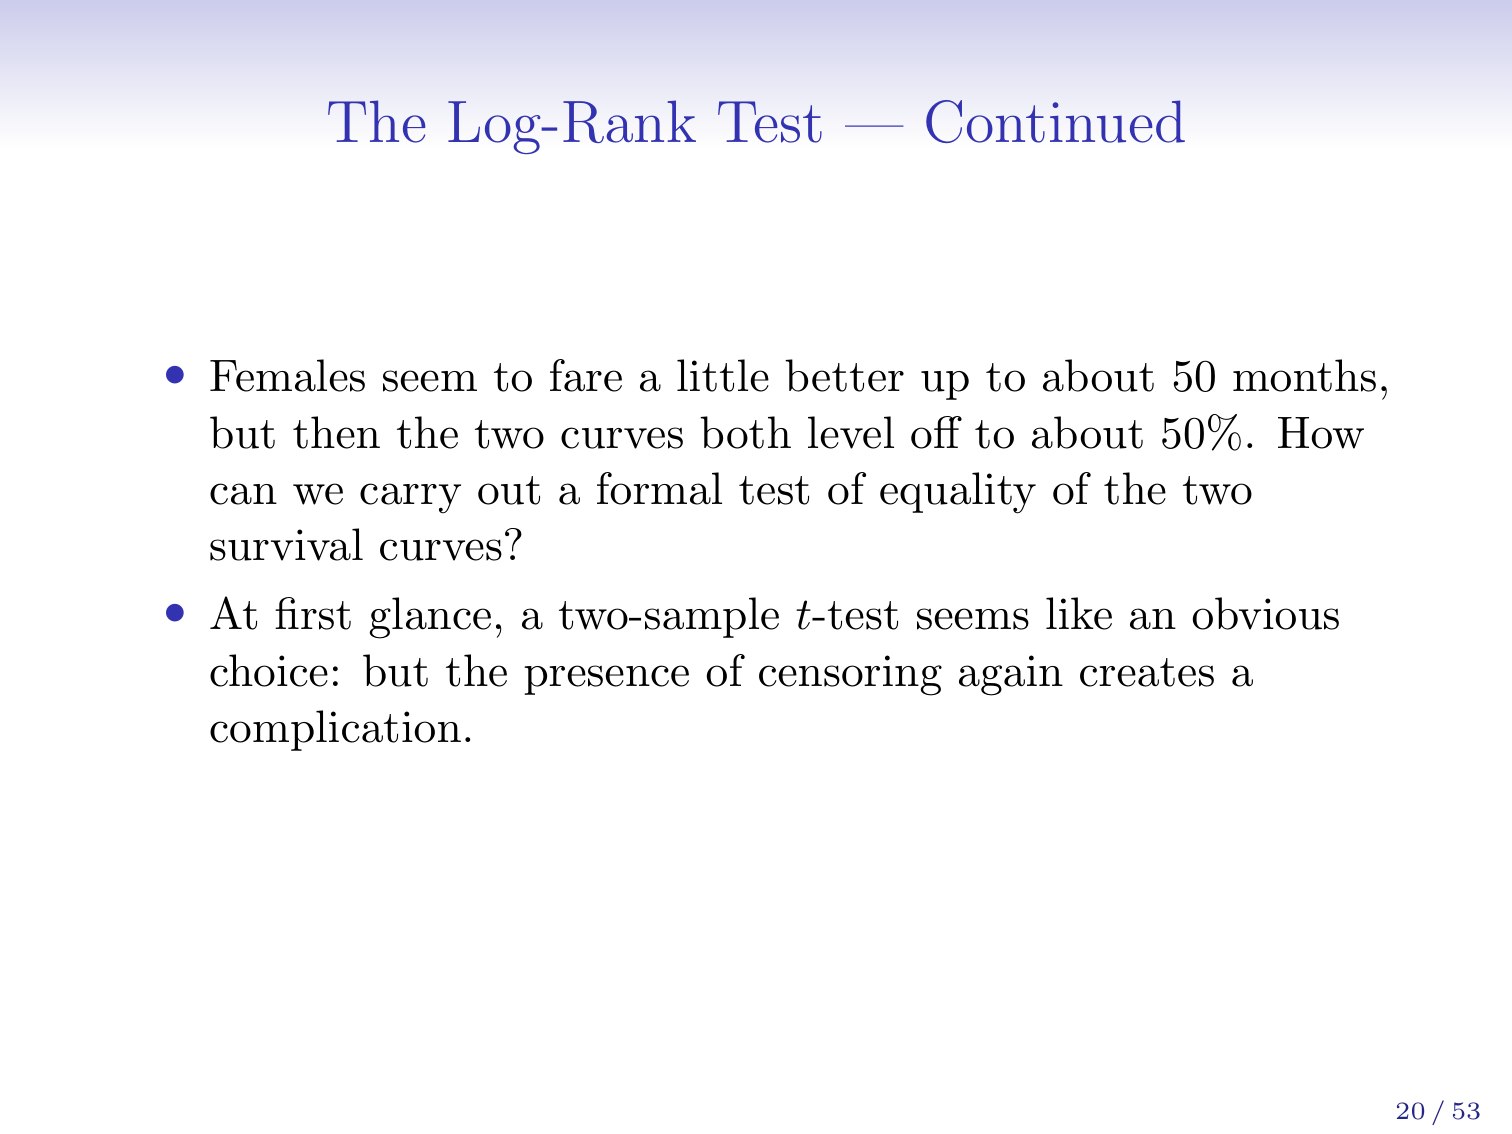 The Log-Rank Test — Continued
• Females seem to fare a little better up to about 50 months,
but then the two curves both level off to about 50%. How
can we carry out a formal test of equality of the two
survival curves?
• At first glance, a two-sample t-test seems like an obvious
choice: but the presence of censoring again creates a
complication.
20 / 53